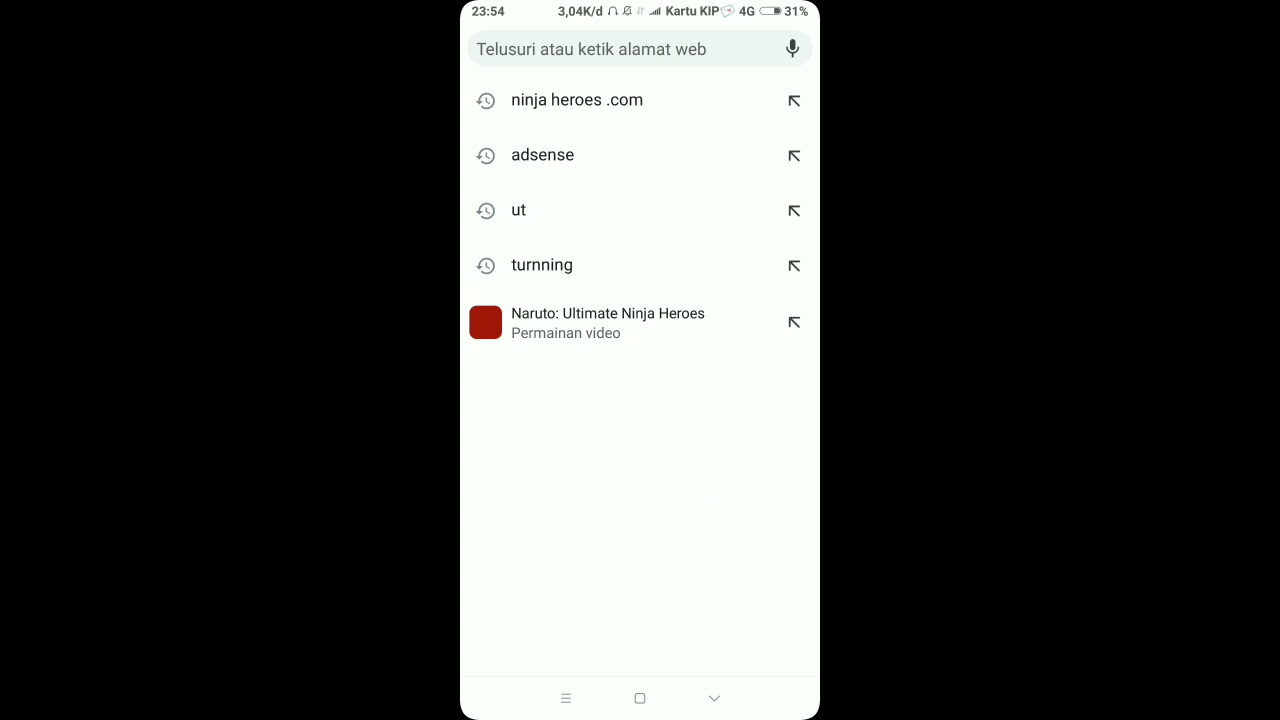 23:54 3,04K/d Kartu KIP 4G 31%
Telusuri atau ketik alamat web
ninja heroes .com
adsense
ut
turnning
Naruto: Ultimate Ninja Heroes
Permainan video